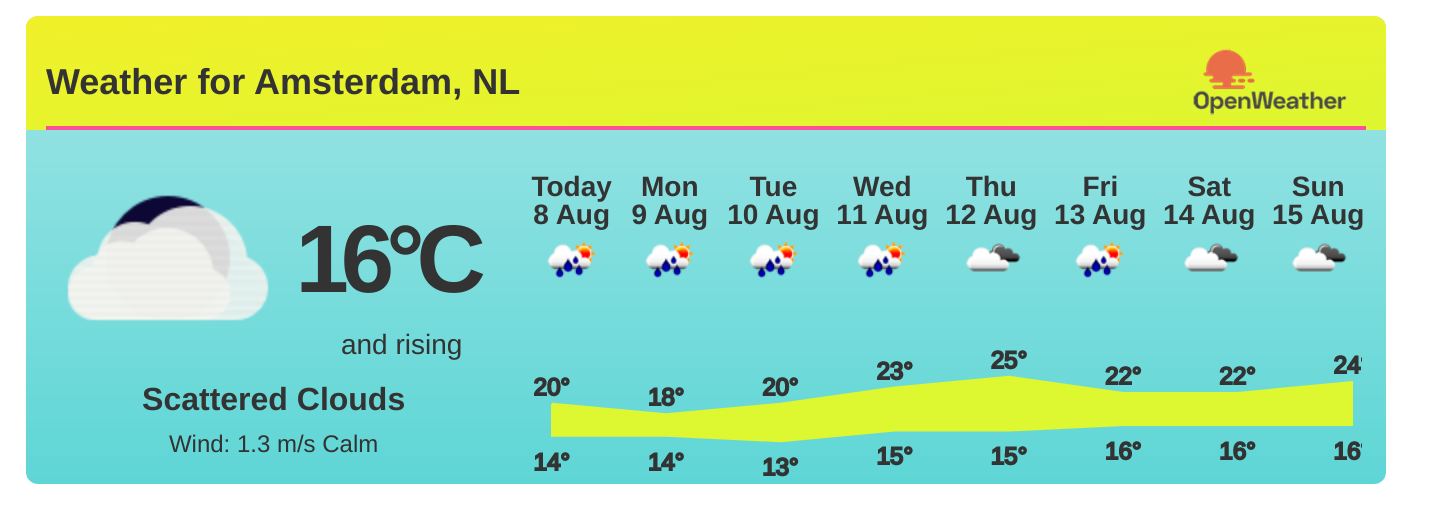 Weather for Amsterdam, NL
OpenWeather
16°C
and rising
Scattered Clouds
Wind: 1.3 m/s Calm
Today Mon Tue Wed Thu Fri Sat Sun
8 Aug 9 Aug 10 Aug 11 Aug 12 Aug 13 Aug 14 Aug 15 Aug
20° 18° 20° 23° 25° 22° 22° 24°
14° 14° 13° 15° 15° 16° 16° 16°